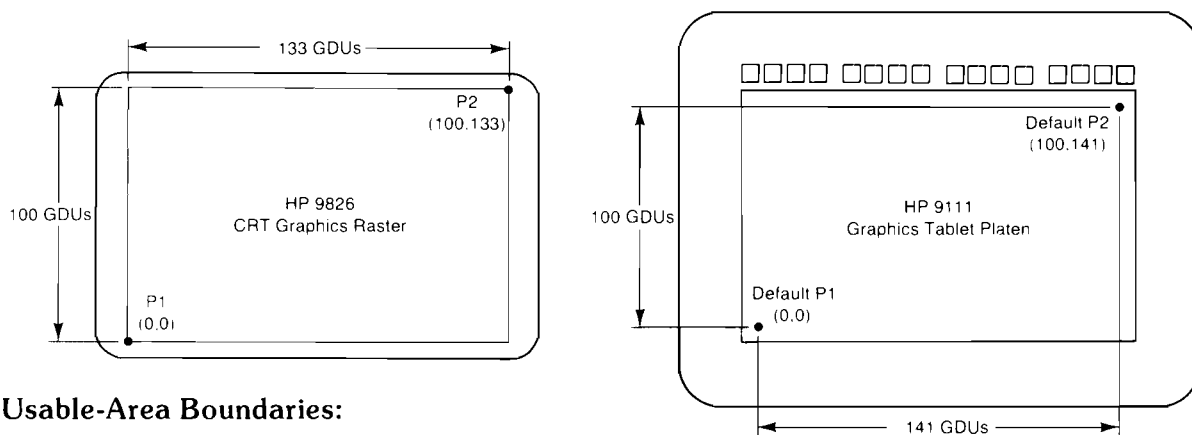 133 GDUs
P2
(100.133)
100 GDUs
HP 9826
CRT Graphics Raster
P1
(0,0)
Default P2
(100.141)
100 GDUs
HP 9111
Graphics Tablet Platen
Default P1
(0,0)
141 GDUs
Usable-Area Boundaries: